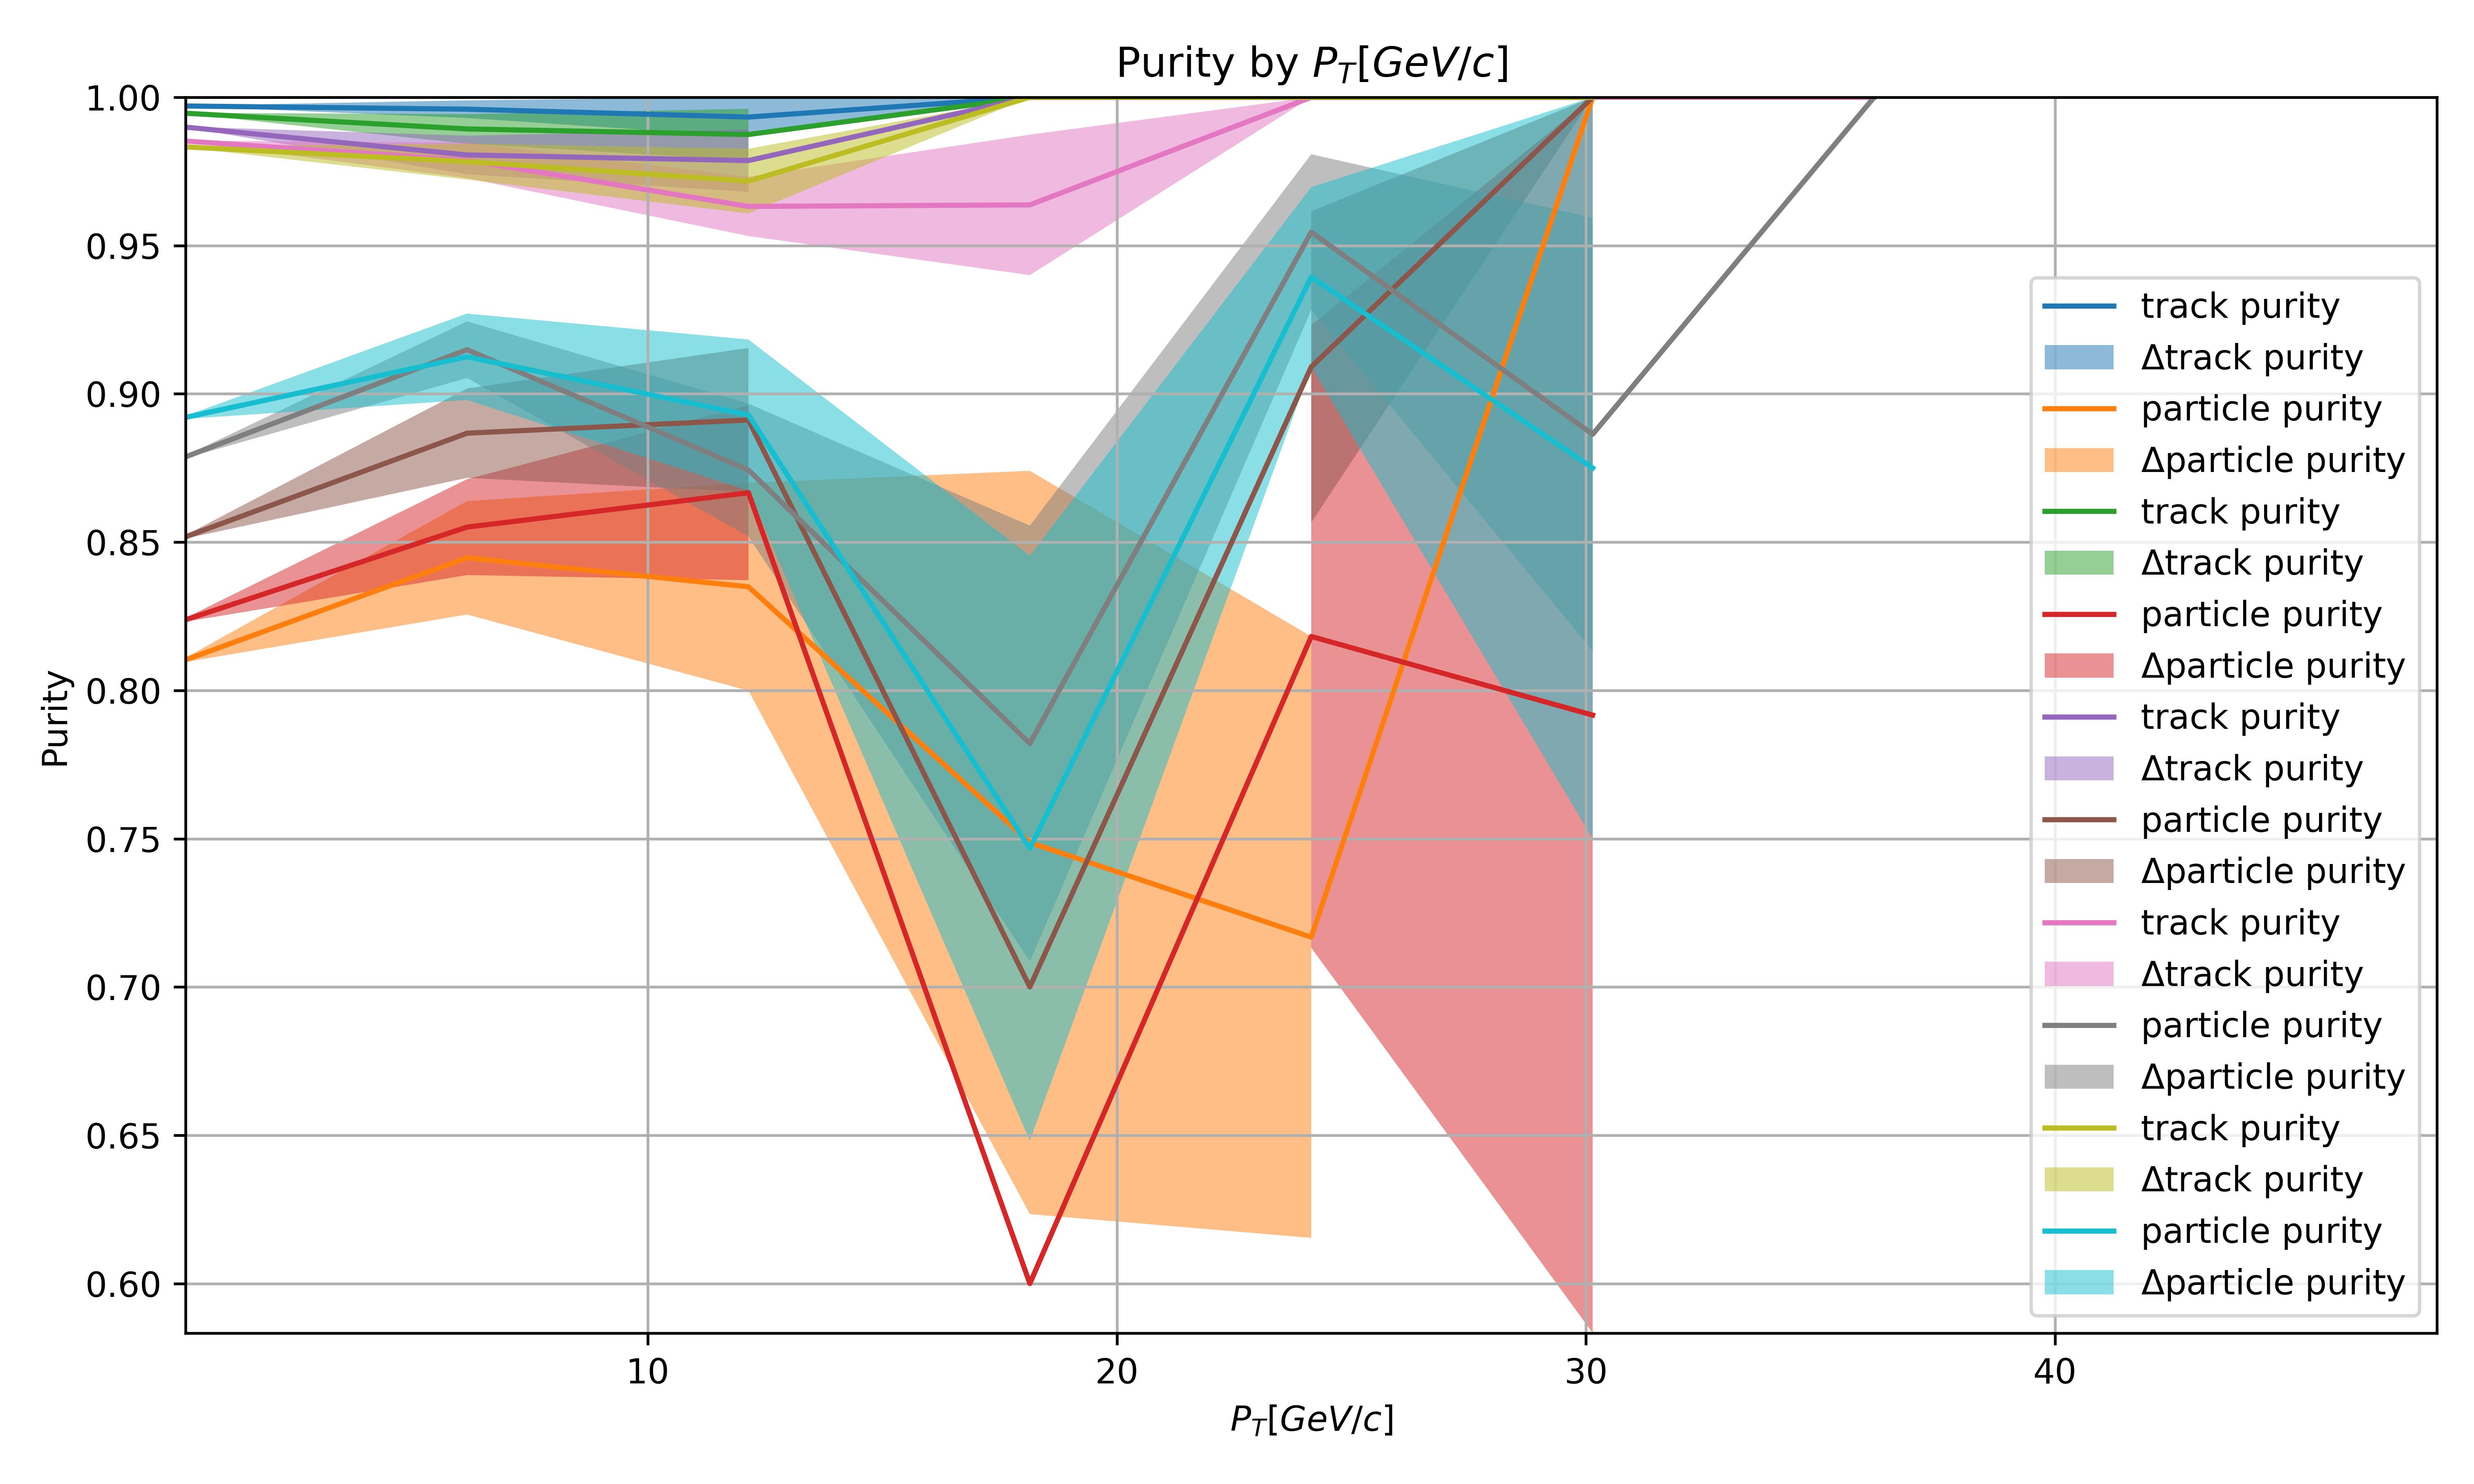 Purity by P_T[GeV/c]
1.00
0.95
0.90
0.85
0.80
0.75
0.70
0.65
0.60
Purity
10
20
30
40
P_T[GeV/c]
track purity
Δtrack purity
particle purity
Δparticle purity
track purity
Δtrack purity
particle purity
Δparticle purity
track purity
Δtrack purity
particle purity
Δparticle purity
track purity
Δtrack purity
particle purity
Δparticle purity
track purity
Δtrack purity
particle purity
Δparticle purity